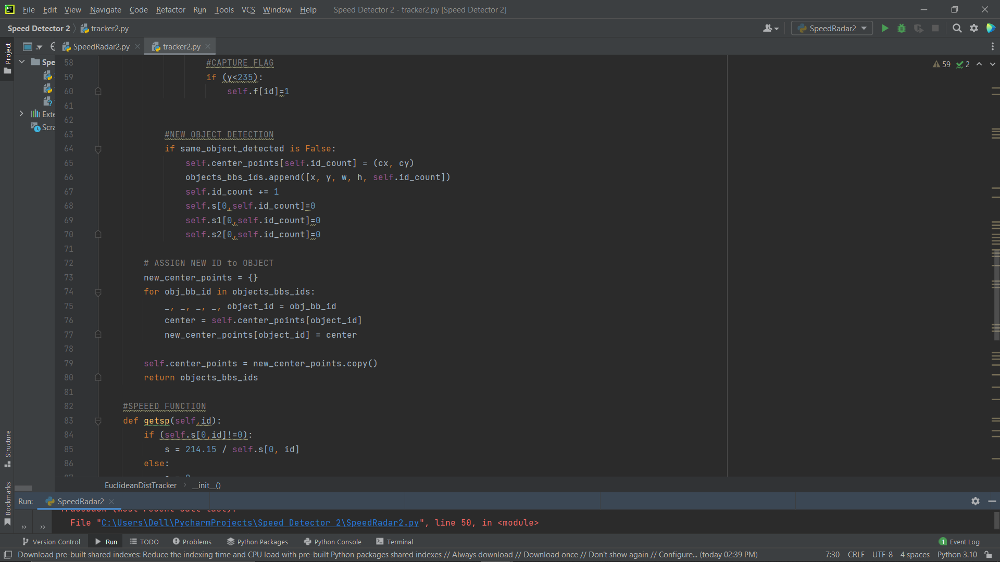 File Edit View Navigate Code Refactor Run Tools VCS Window Help Speed Detector 2 - tracker2.py [Speed Detector 2]
Speed Detector 2 tracker2.py SpeedRadar2
Project SpeedRadar2.py tracker2.py
Spe
Exte
Scra
59 2
58 #CAPTURE FLAG
59 if (y<235):
60 self.f[id]=1
61
62
63 #NEW OBJECT DETECTION
64 if same_object_detected is False:
65 self.center_points[self.id_count] = (cx, cy)
66 objects_bbs_ids.append([x, y, w, h, self.id_count])
67 self.id_count += 1
68 self.s[0,self.id_count]=0
69 self.s1[0,self.id_count]=0
70 self.s2[0,self.id_count]=0
71
72 # ASSIGN NEW ID to OBJECT
73 new_center_points = {}
74 for obj_bb_id in objects_bbs_ids:
75 _, _, _, _, object_id = obj_bb_id
76 center = self.center_points[object_id]
77 new_center_points[object_id] = center
78
79 self.center_points = new_center_points.copy()
80 return objects_bbs_ids
81
82 #SPEEED FUNCTION
83 def getsp(self,id):
84 if (self.s[0,id]!=0):
85 s = 214.15 / self.s[0, id]
86 else:
Structure
Bookmarks
EuclideanDistTracker __init__()
Run: SpeedRadar2
Traceback (most recent call last):
File "C:\Users\Dell\PycharmProjects\Speed Detector 2\SpeedRadar2.py", line 50, in <module>
Version Control Run TODO Problems Python Packages Python Console Terminal 1 Event Log
Download pre-built shared indexes: Reduce the indexing time and CPU load with pre-built Python packages shared indexes // Always download // Download once // Don't show again // Configure... (today 02:39 PM) 7:30 CRLF UTF-8 4 spaces Python 3.10